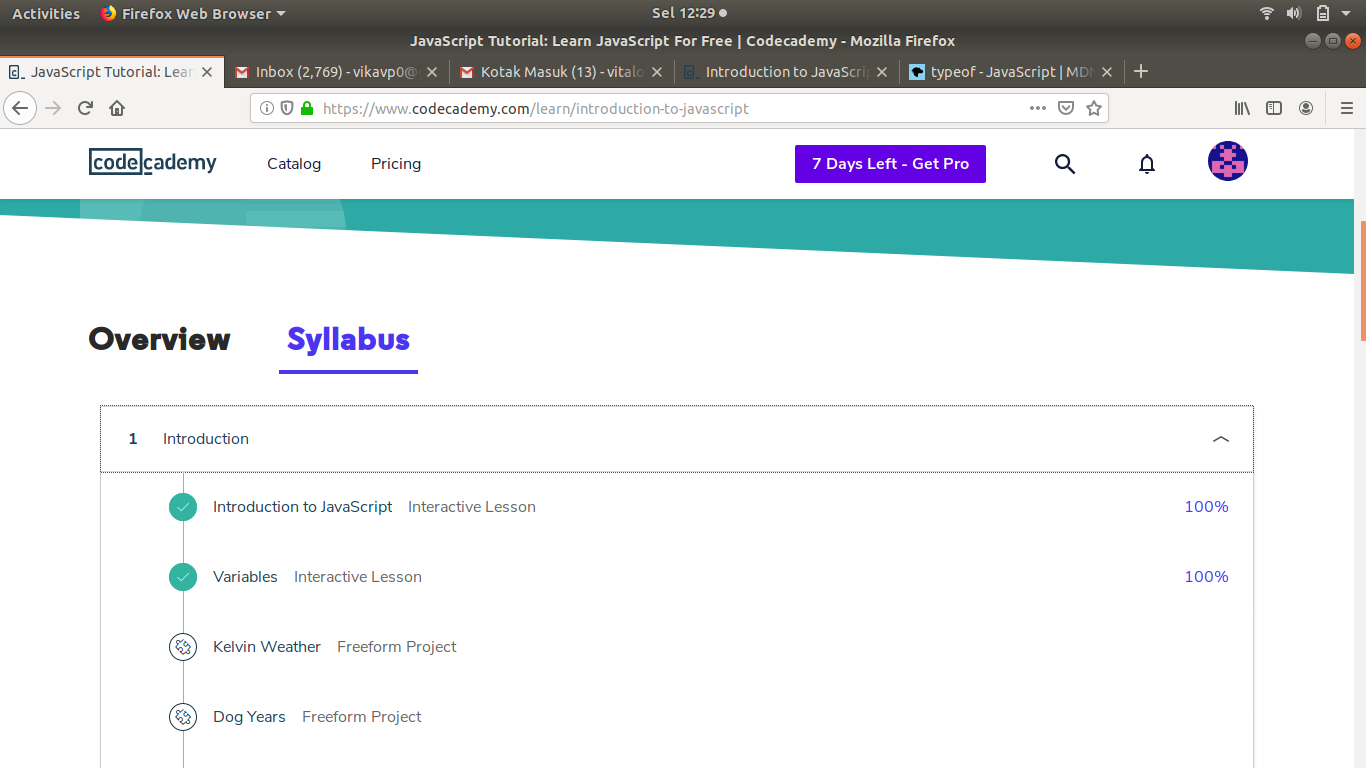 Activities Firefox Web Browser Sel 12:29
JavaScript Tutorial: Learn JavaScript For Free | Codecademy - Mozilla Firefox
JavaScript Tutorial: Lear Inbox (2,769) - vikavp0@ Kotak Masuk (13) - vitalo Introduction to JavaScri typeof - JavaScript | MDN
https://www.codecademy.com/learn/introduction-to-javascript
codecademy Catalog Pricing 7 Days Left - Get Pro
Overview Syllabus
1 Introduction
Introduction to JavaScript Interactive Lesson 100%
Variables Interactive Lesson 100%
Kelvin Weather Freeform Project
Dog Years Freeform Project